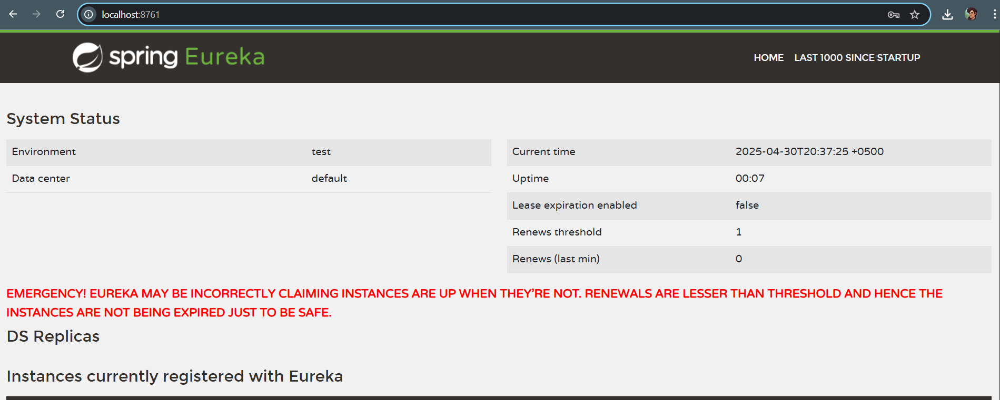 localhost:8761
spring Eureka
HOME LAST 1000 SINCE STARTUP
System Status
Environment test
Data center default
Current time 2025-04-30T20:37:25 +0500
Uptime 00:07
Lease expiration enabled false
Renews threshold 1
Renews (last min) 0
EMERGENCY! EUREKA MAY BE INCORRECTLY CLAIMING INSTANCES ARE UP WHEN THEY’RE NOT. RENEWALS ARE LESSER THAN THRESHOLD AND HENCE THE
INSTANCES ARE NOT BEING EXPIRED JUST TO BE SAFE.
DS Replicas
Instances currently registered with Eureka